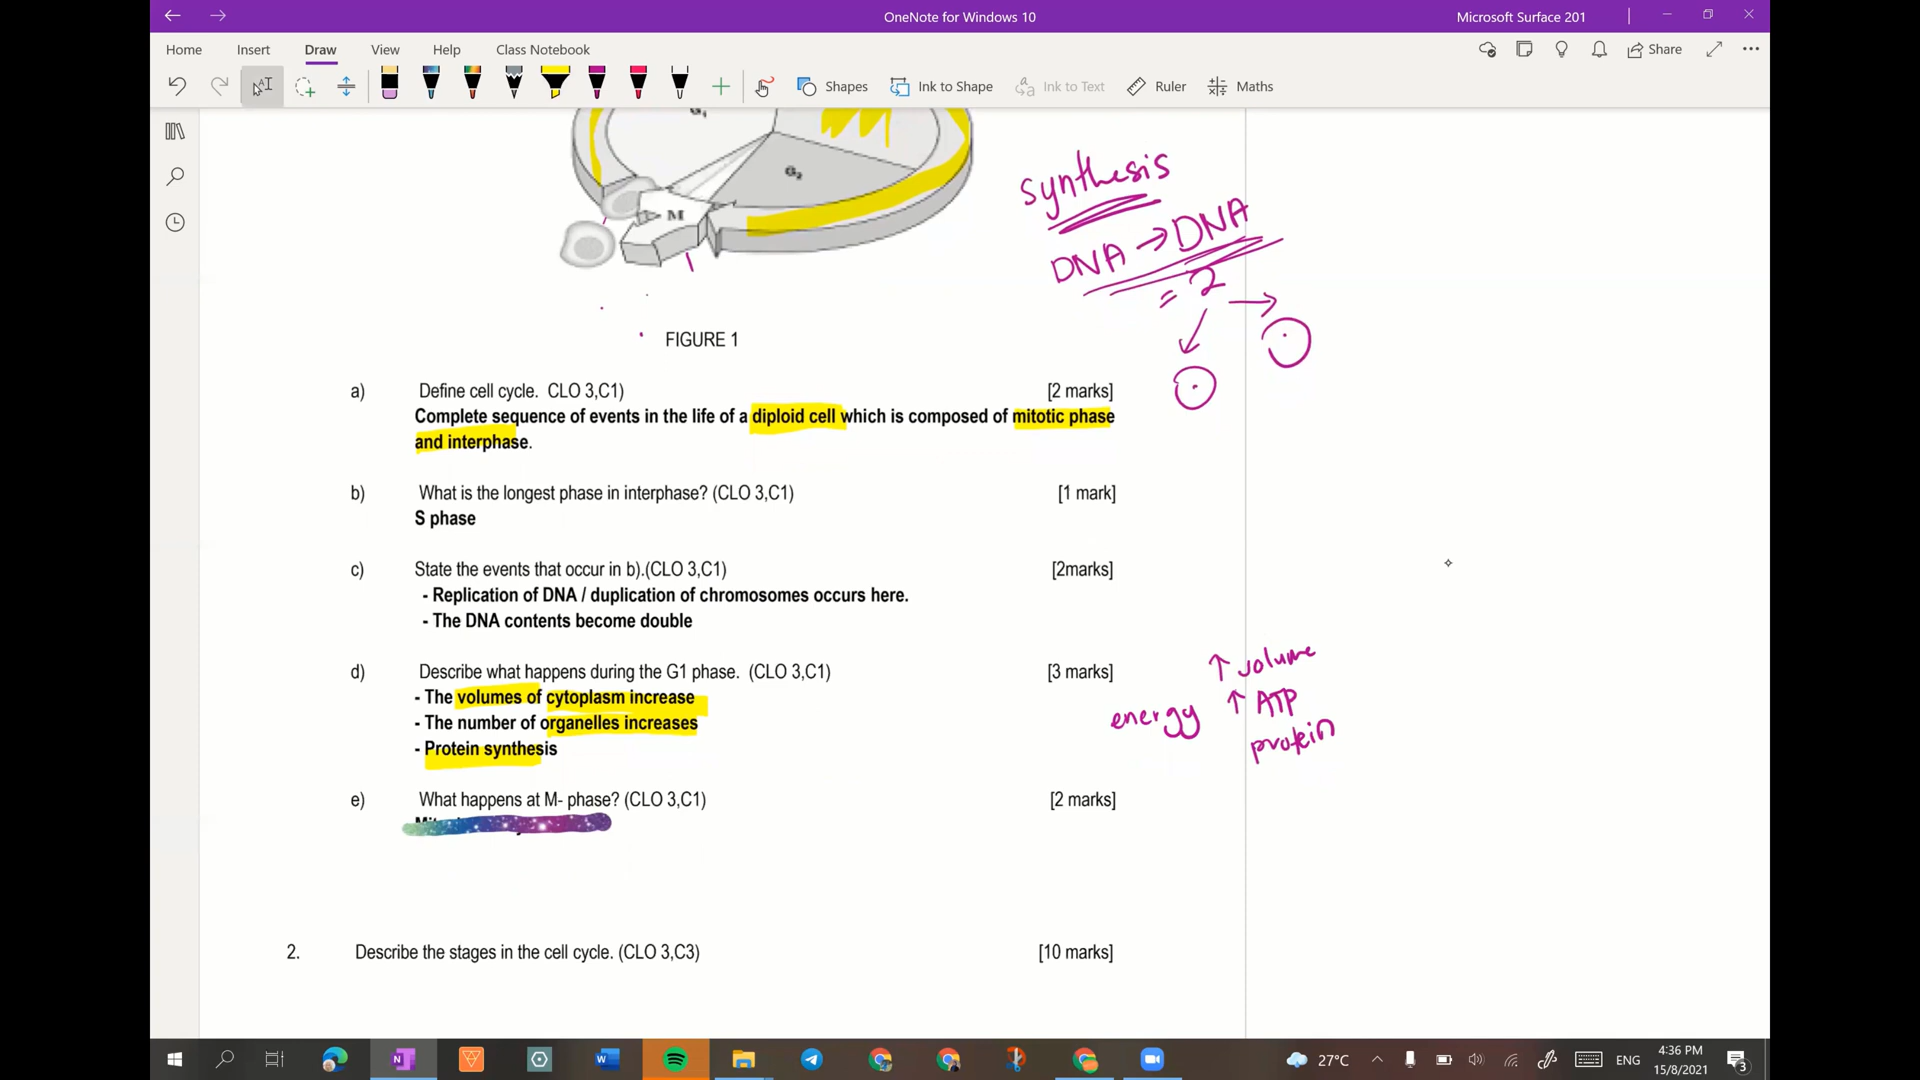 OneNote for Windows 10
Microsoft Surface 201
Home Insert Draw View Help Class Notebook
Share
Shapes Ink to Shape Ink to Text Ruler Maths
G1
G2
M
synthesis
DNA → DNA
= 2
FIGURE 1
a) Define cell cycle. CLO 3,C1) [2 marks]
Complete sequence of events in the life of a diploid cell which is composed of mitotic phase
and interphase.
b) What is the longest phase in interphase? (CLO 3,C1) [1 mark]
S phase
c) State the events that occur in b).(CLO 3,C1) [2marks]
- Replication of DNA / duplication of chromosomes occurs here.
- The DNA contents become double
d) Describe what happens during the G1 phase. (CLO 3,C1) [3 marks]
- The volumes of cytoplasm increase
- The number of organelles increases
- Protein synthesis
↑ volume
energy ↑ ATP
protein
e) What happens at M- phase? (CLO 3,C1) [2 marks]
2. Describe the stages in the cell cycle. (CLO 3,C3) [10 marks]
27°C
ENG
4:36 PM
15/8/2021
3